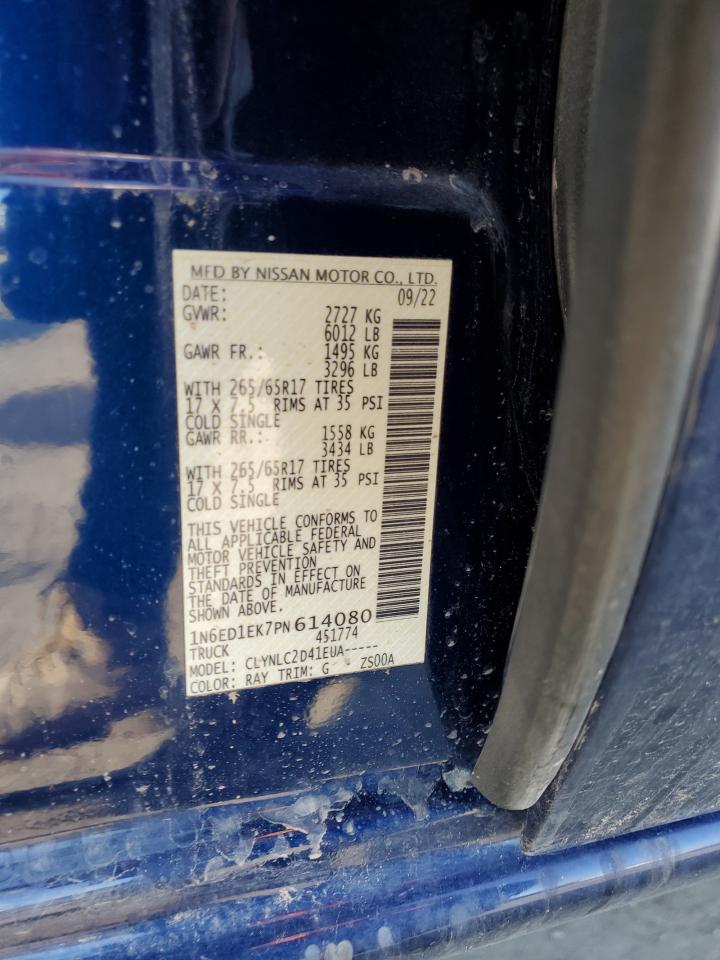 MFD BY NISSAN MOTOR CO., LTD.
DATE: 09/22
GVWR: 2727 KG
6012 LB
GAWR FR.: 1495 KG
3296 LB
WITH 265/65R17 TIRES
17 X 7.5 RIMS AT 35 PSI
COLD SINGLE
GAWR RR.: 1558 KG
3434 LB
WITH 265/65R17 TIRES
17 X 7.5 RIMS AT 35 PSI
COLD SINGLE
THIS VEHICLE CONFORMS TO
ALL APPLICABLE FEDERAL
MOTOR VEHICLE SAFETY AND
THEFT PREVENTION
STANDARDS IN EFFECT ON
THE DATE OF MANUFACTURE
SHOWN ABOVE.
1N6ED1EK7PN614080
TRUCK 451774
MODEL: CLYNLC2D41EUA-----
COLOR: RAY TRIM: G ZS00A